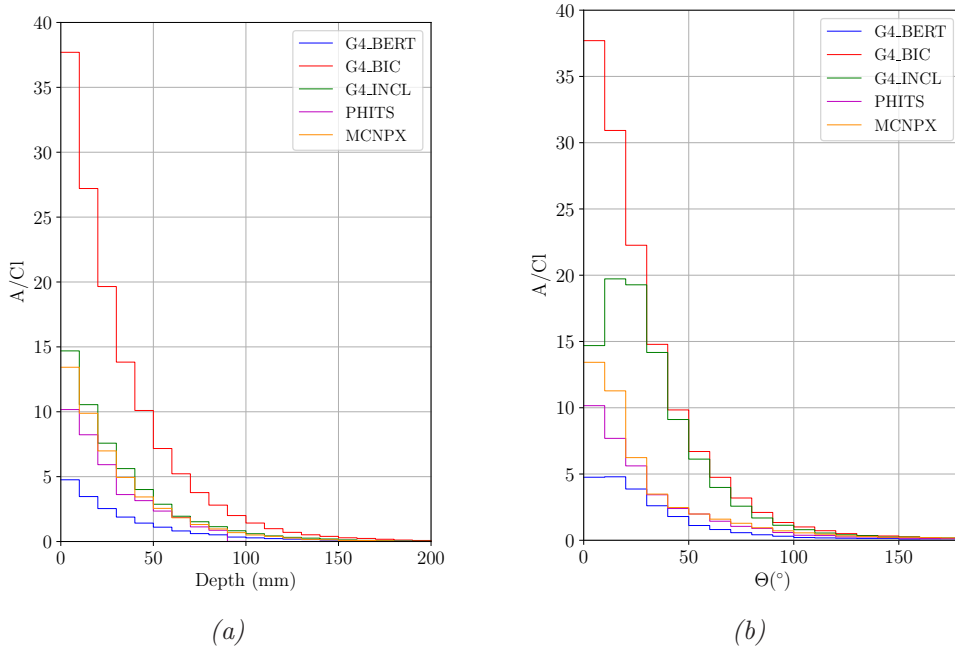 40
35
30
25
20
15
10
5
0
A/Cl
0 50 100 150 200
Depth (mm)
G4_BERT
G4_BIC
G4_INCL
PHITS
MCNPX
(a)
40
35
30
25
20
15
10
5
0
A/Cl
0 50 100 150
Θ(°)
G4_BERT
G4_BIC
G4_INCL
PHITS
MCNPX
(b)